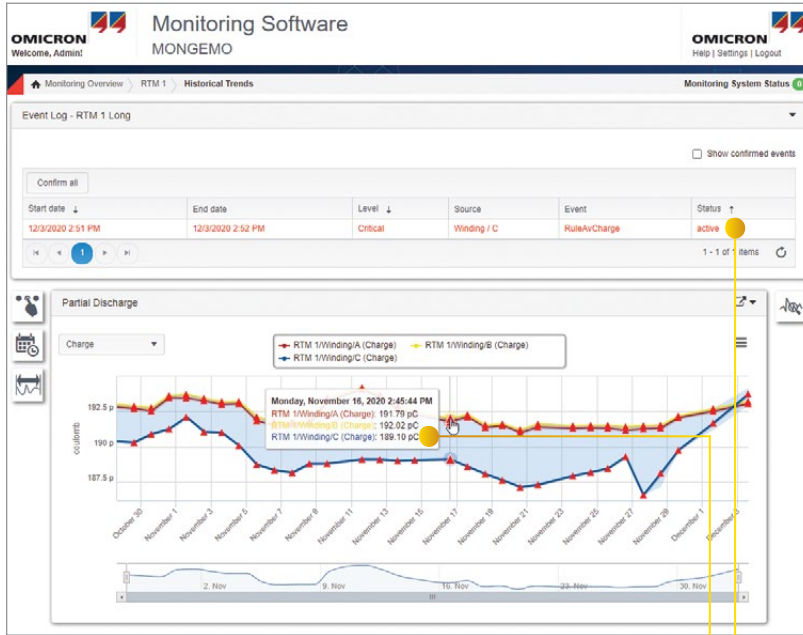 OMICRON
Welcome, Admin!
Monitoring Software
MONGEMO
OMICRON
Help | Settings | Logout
Monitoring Overview RTM 1 Historical Trends
Monitoring System Status 0
Event Log - RTM 1 Long
Show confirmed events
Confirm all
Start date ↓ End date Level ↓ Source Event Status ↑
12/3/2020 2:51 PM 12/3/2020 2:52 PM Critical Winding / C RuleAvCharge active
1
1 - 1 of 1 items
Partial Discharge
Charge
RTM 1/Winding/A (Charge) RTM 1/Winding/B (Charge)
RTM 1/Winding/C (Charge)
Monday, November 16, 2020 2:45:44 PM
RTM 1/Winding/A (Charge): 191.79 pC
RTM 1/Winding/B (Charge): 192.02 pC
RTM 1/Winding/C (Charge): 189.10 pC
coulomb
192.5 p
190 p
187.5 p
October 30 November 1 November 3 November 5 November 7 November 9 November 11 November 13 November 15 November 17 November 19 November 21 November 23 November 25 November 27 November 29 December 1 December 3
2. Nov 9. Nov 16. Nov 23. Nov 30. Nov